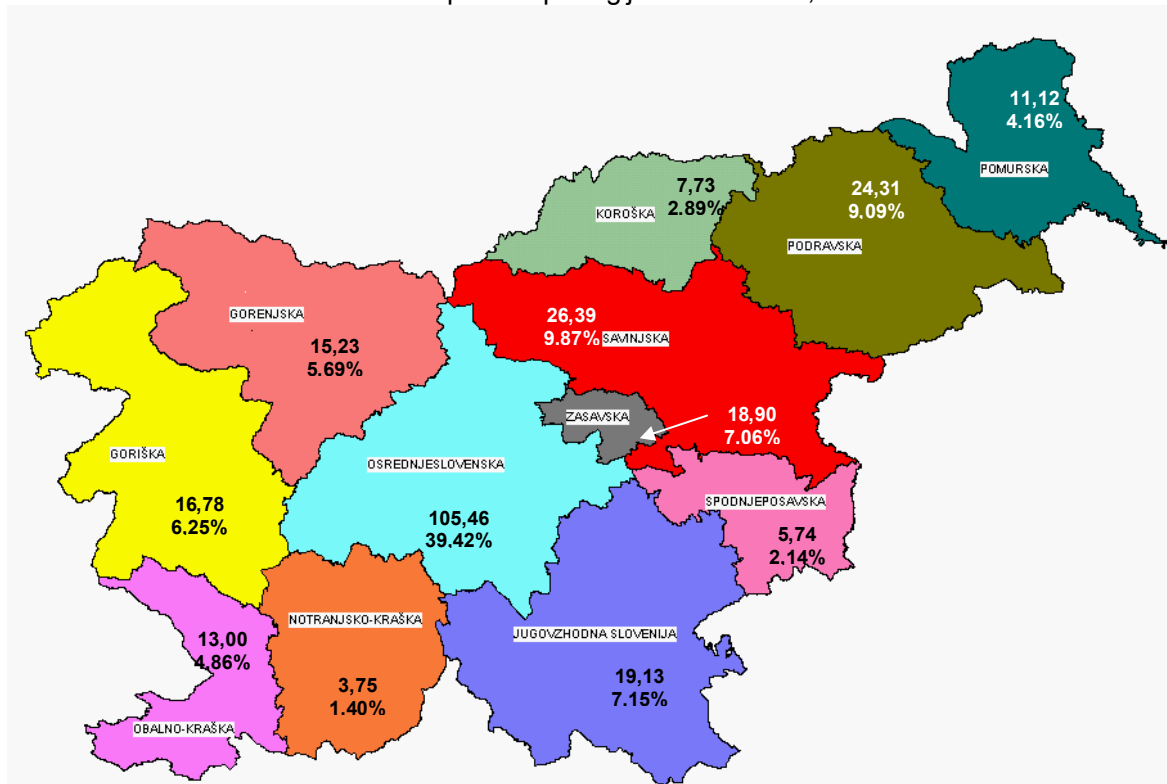 11,12
4.16%
POMURSKA
7,73
2.89%
KOROŠKA
24,31
9.09%
PODRAVSKA
GORENJSKA
15,23
5.69%
26,39
9.87%
SAVINJSKA
ZASAVSKA
18,90
7.06%
GORIŠKA
16,78
6.25%
OSREDNJESLOVENSKA
105,46
39,42%
SPODNJEPOSAVSKA
5,74
2,14%
NOTRANJSKO-KRAŠKA
3,75
1.40%
JUGOVZHODNA SLOVENIJA
19,13
7.15%
13,00
4.86%
OBALNO-KRAŠKA